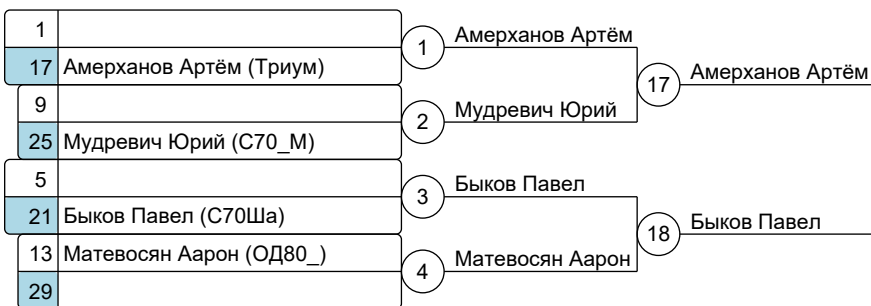 1
17 Амерханов Артём (Триум)
1 Амерханов Артём
9
25 Мудревич Юрий (С70_М)
2 Мудревич Юрий
17 Амерханов Артём
5
21 Быков Павел (С70Ша)
3 Быков Павел
13 Матевосян Аарон (ОД80_)
29
4 Матевосян Аарон
18 Быков Павел